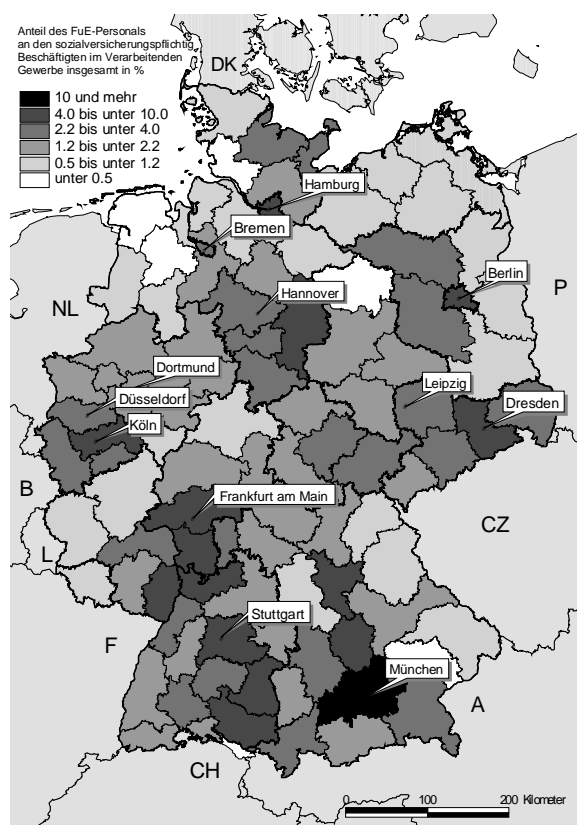 Anteil des FuE-Personals
an den sozialversicherungspflichtig
Beschäftigten im Verarbeitenden
Gewerbe insgesamt in %
10 und mehr
4.0 bis unter 10.0
2.2 bis unter 4.0
1.2 bis unter 2.2
0.5 bis unter 1.2
unter 0.5
DK
Hamburg
Bremen
Berlin
P
Hannover
NL
Dortmund
Leipzig
Düsseldorf
Dresden
Köln
B
Frankfurt am Main
CZ
L
Stuttgart
F
München
A
CH
0 100 200 Kilometer